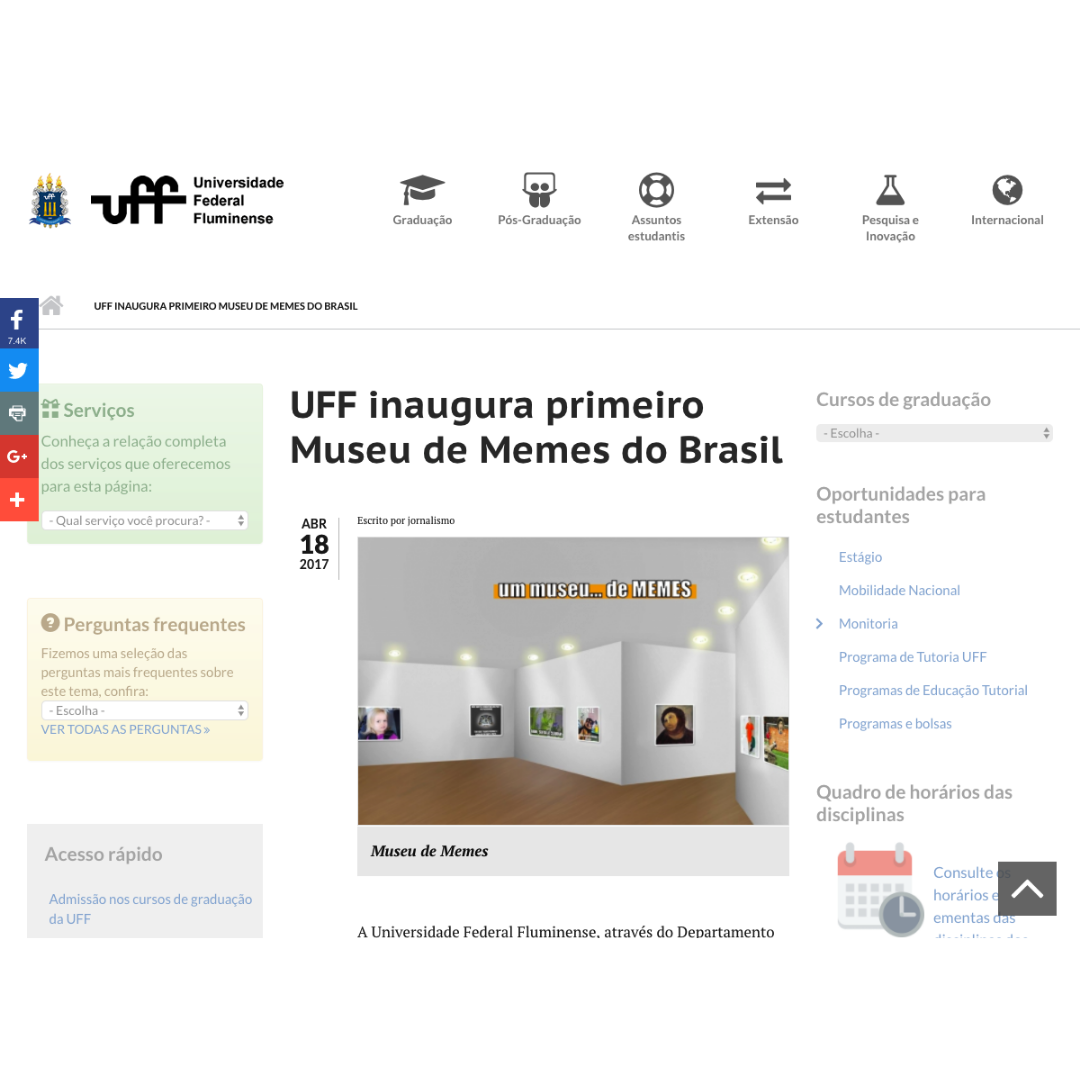 uff
Universidade
Federal
Fluminense
Graduação
Pós-Graduação
Assuntos
estudantis
Extensão
Pesquisa e
Inovação
Internacional
UFF INAUGURA PRIMEIRO MUSEU DE MEMES DO BRASIL
7.4K
G+
Serviços
Conheça a relação completa
dos serviços que oferecemos
para esta página:
- Qual serviço você procura? -
Perguntas frequentes
Fizemos uma seleção das
perguntas mais frequentes sobre
este tema, confira:
- Escolha -
VER TODAS AS PERGUNTAS »
Acesso rápido
Admissão nos cursos de graduação
da UFF
UFF inaugura primeiro
Museu de Memes do Brasil
ABR
18
2017
Escrito por jornalismo
um museu... de MEMES
Museu de Memes
A Universidade Federal Fluminense, através do Departamento
Cursos de graduação
- Escolha -
Oportunidades para
estudantes
Estágio
Mobilidade Nacional
Monitoria
Programa de Tutoria UFF
Programas de Educação Tutorial
Programas e bolsas
Quadro de horários das
disciplinas
Consulte os
horários e
ementas das